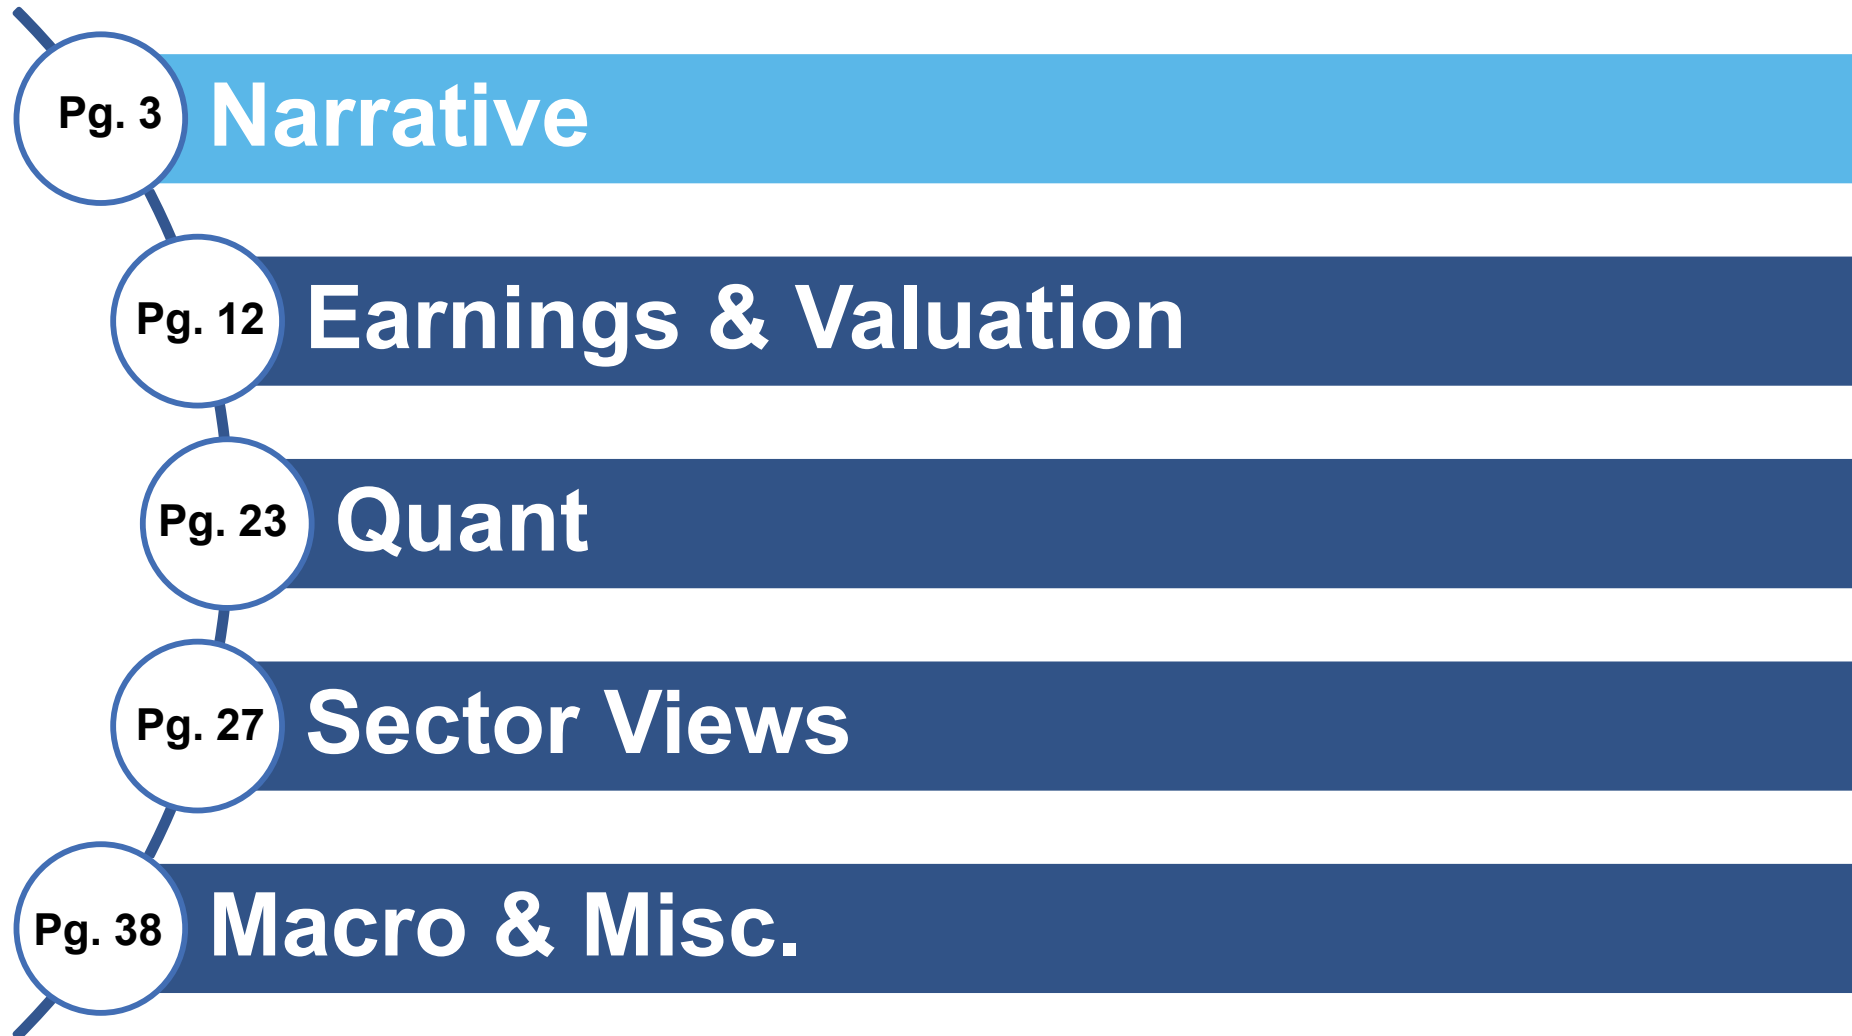 Pg. 3 Narrative
Pg. 12 Earnings & Valuation
Pg. 23 Quant
Pg. 27 Sector Views
Pg. 38 Macro & Misc.